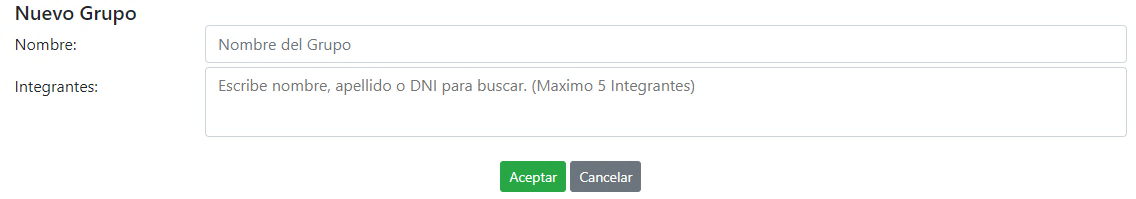 Nuevo Grupo
Nombre: Nombre del Grupo
Integrantes: Escribe nombre, apellido o DNI para buscar. (Maximo 5 Integrantes)
Aceptar Cancelar